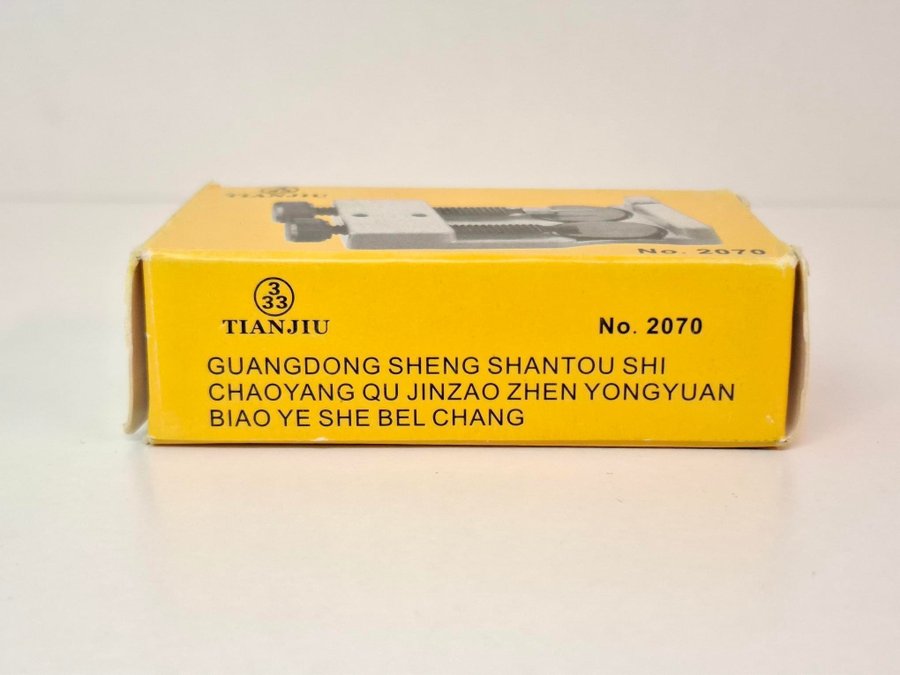 TIANJIU
No. 2070
3
33
TIANJIU
No. 2070
GUANGDONG SHENG SHANTOU SHI
CHAOYANG QU JINZAO ZHEN YONGYUAN
BIAO YE SHE BEL CHANG